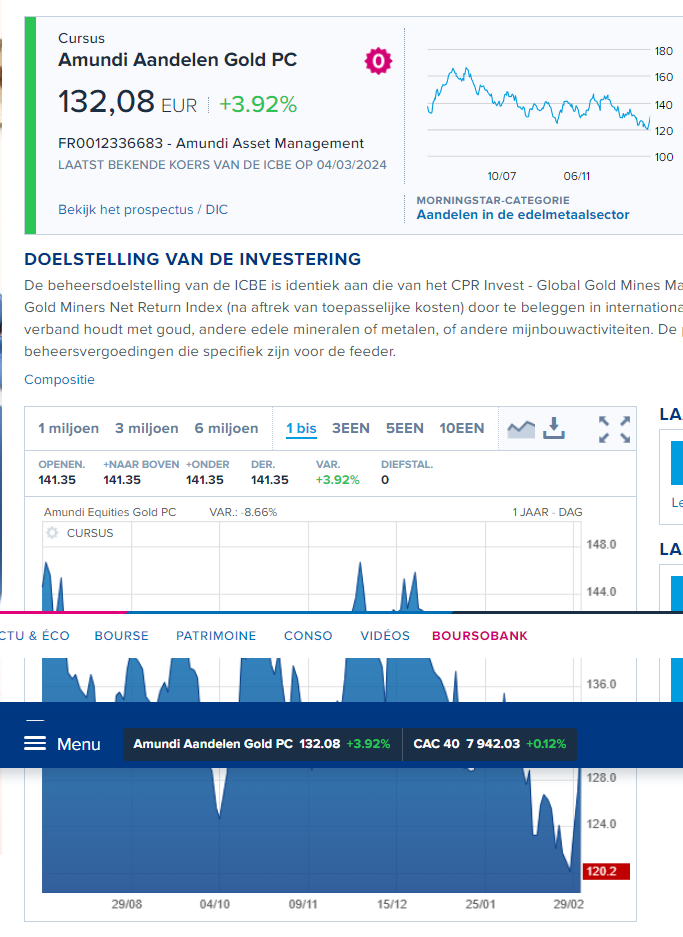 Cursus
Amundi Aandelen Gold PC
132,08 EUR +3.92%
FR0012336683 - Amundi Asset Management
LAATST BEKENDE KOERS VAN DE ICBE OP 04/03/2024
Bekijk het prospectus / DIC
180
160
140
120
100
10/07 06/11
MORNINGSTAR-CATEGORIE
Aandelen in de edelmetaalsector
DOELSTELLING VAN DE INVESTERING
De beheersdoelstelling van de ICBE is identiek aan die van het CPR Invest - Global Gold Mines Ma
Gold Miners Net Return Index (na aftrek van toepasselijke kosten) door te beleggen in internationa
verband houdt met goud, andere edele mineralen of metalen, of andere mijnbouwactiviteiten. De
beheersvergoedingen die specifiek zijn voor de feeder.
Compositie
1 miljoen 3 miljoen 6 miljoen 1 bis 3EEN 5EEN 10EEN
OPENEN. +NAAR BOVEN +ONDER DER. VAR. DIEFSTAL.
141.35 141.35 141.35 141.35 +3.92% 0
Amundi Equities Gold PC VAR.: -8.66% 1 JAAR - DAG
CURSUS
148.0
144.0
CTU & ÉCO BOURSE PATRIMOINE CONSO VIDÉOS BOURSOBANK
136.0
Menu Amundi Aandelen Gold PC 132.08 +3.92% CAC 40 7 942.03 +0.12%
128.0
124.0
120.2
29/08 04/10 09/11 15/12 25/01 29/02
LA
Le
LA